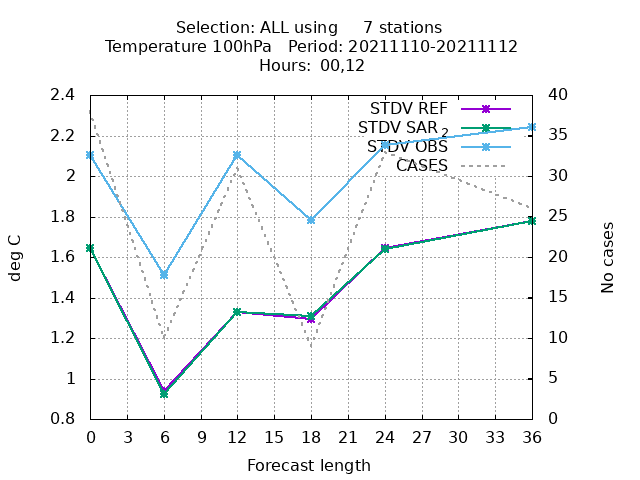 Selection: ALL using     7 stations
Temperature 100hPa   Period: 20211110-20211112
Hours: 00,12
2.4
2.2
2
1.8
1.6
1.4
1.2
1
0.8
deg C
STDV REF
STDV SAR 2
STDV OBS
CASES
40
35
30
25
20
15
10
5
0
No cases
0 3 6 9 12 15 18 21 24 27 30 33 36
Forecast length